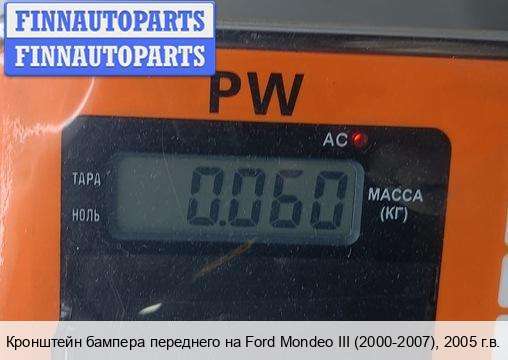 FINNAUTOPARTS
FINNAUTOPARTS
PW
AC
ТАРА
НОЛЬ
0.060
МАССА
(КГ)
Кронштейн бампера переднего на Ford Mondeo III (2000-2007), 2005 г.в.